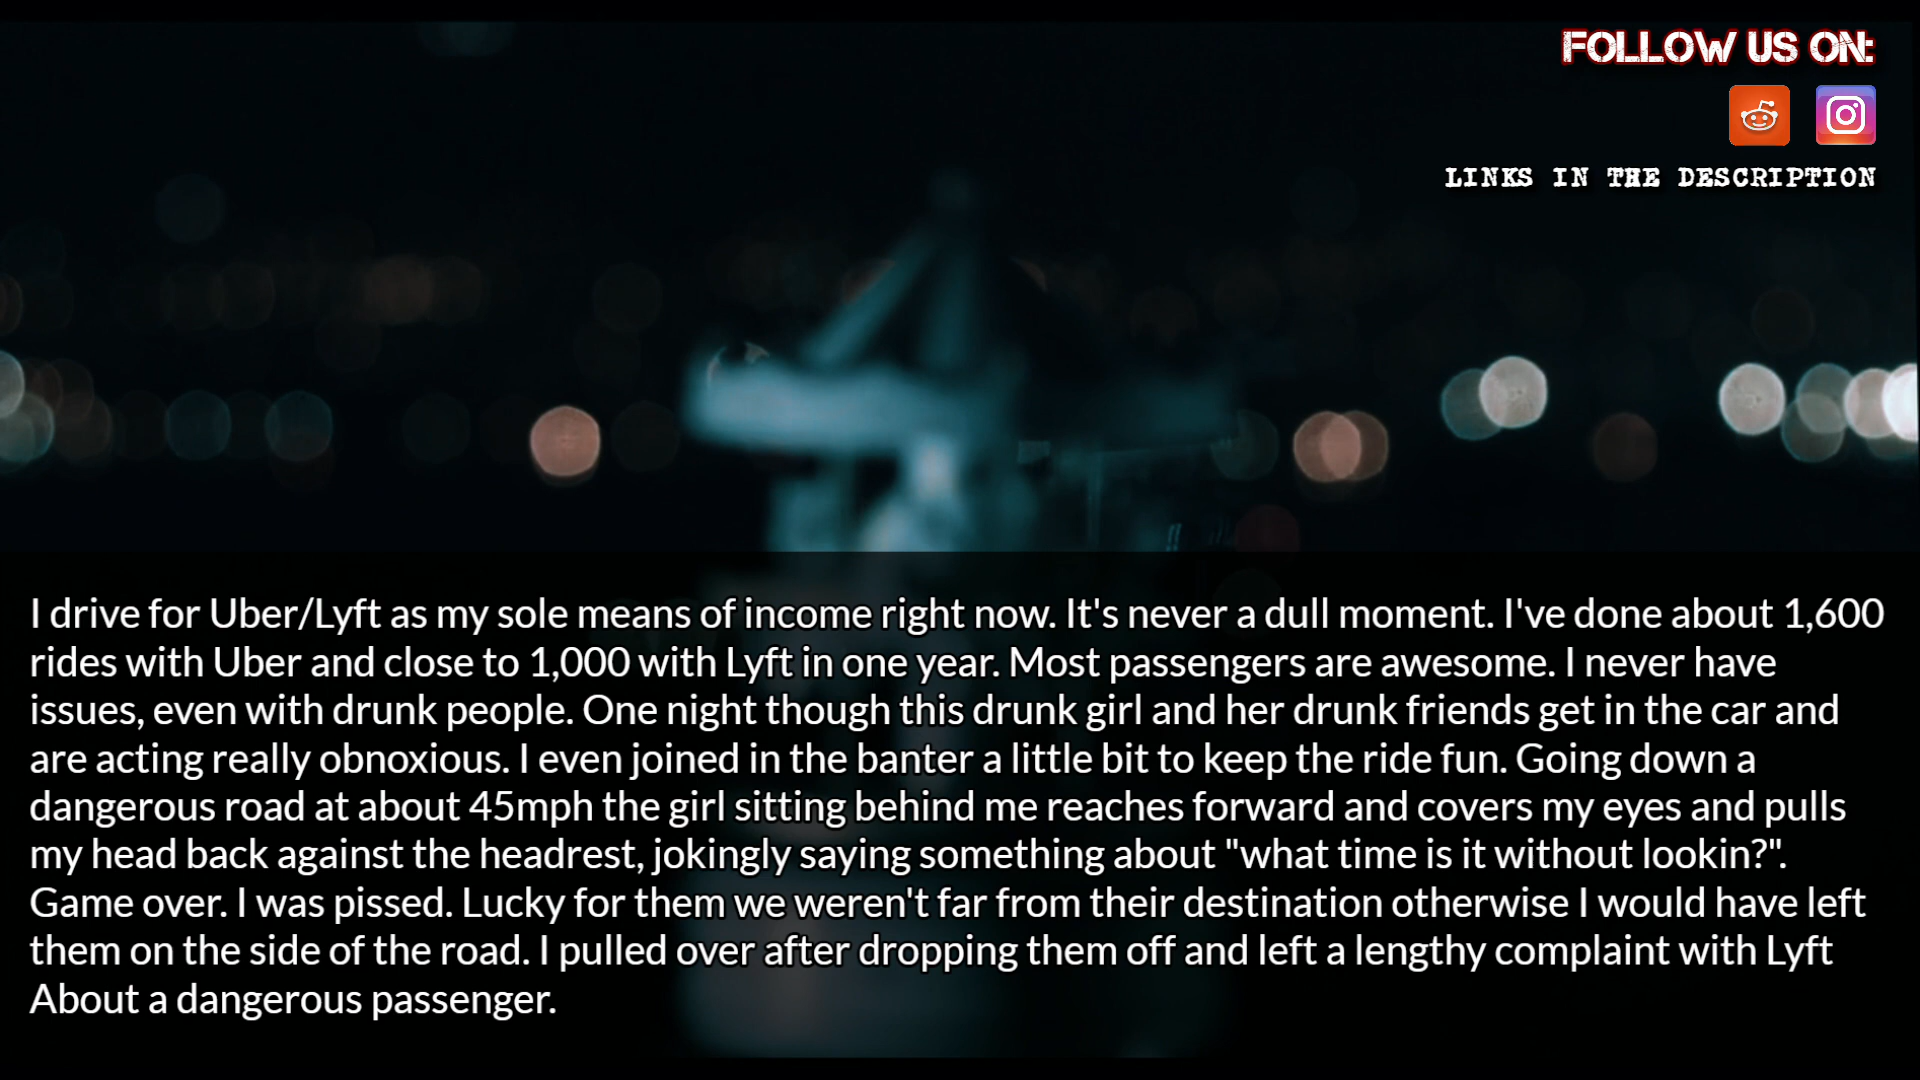 FOLLOW US ON:
LINKS IN THE DESCRIPTION
I drive for Uber/Lyft as my sole means of income right now. It's never a dull moment. I've done about 1,600
rides with Uber and close to 1,000 with Lyft in one year. Most passengers are awesome. I never have
issues, even with drunk people. One night though this drunk girl and her drunk friends get in the car and
are acting really obnoxious. I even joined in the banter a little bit to keep the ride fun. Going down a
dangerous road at about 45mph the girl sitting behind me reaches forward and covers my eyes and pulls
my head back against the headrest, jokingly saying something about "what time is it without lookin?".
Game over. I was pissed. Lucky for them we weren't far from their destination otherwise I would have left
them on the side of the road. I pulled over after dropping them off and left a lengthy complaint with Lyft
About a dangerous passenger.